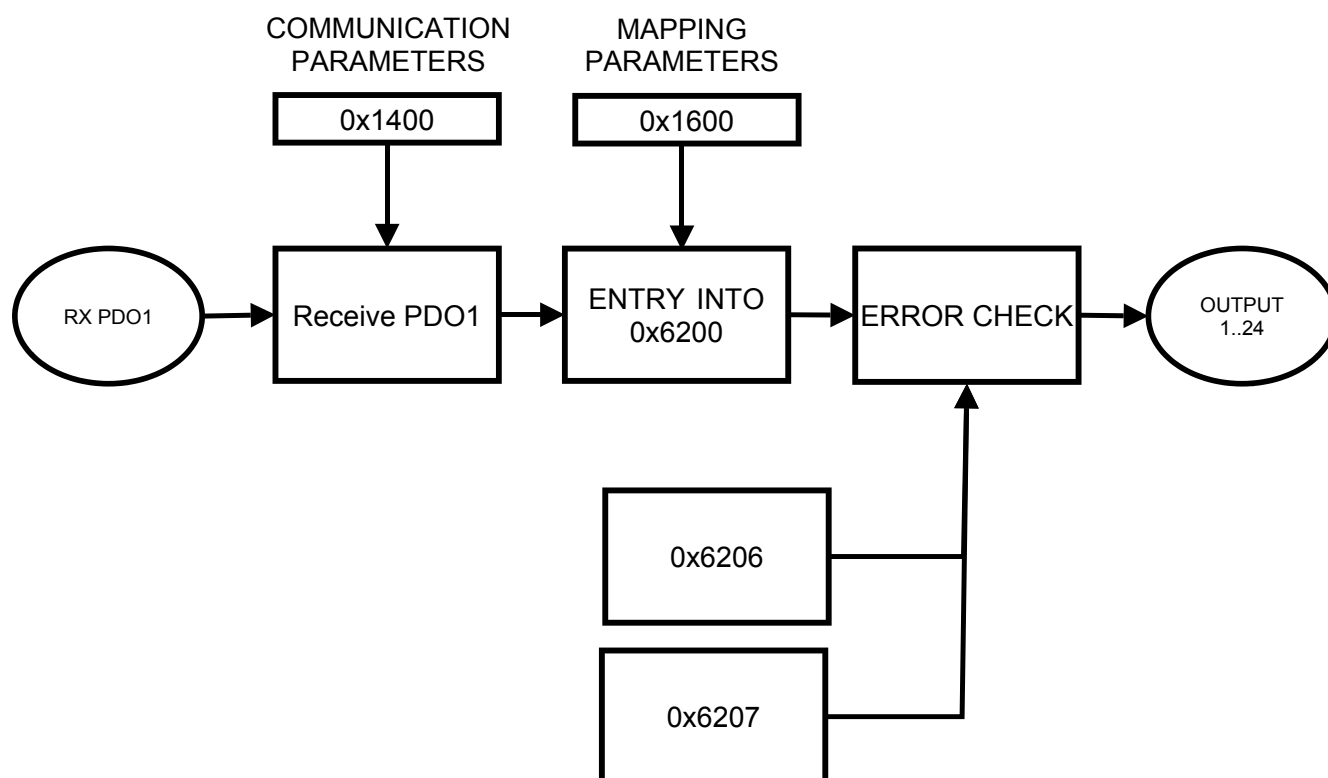 COMMUNICATION
PARAMETERS
MAPPING
PARAMETERS
0x1400
0x1600
RX PDO1
Receive PDO1
ENTRY INTO
0x6200
ERROR CHECK
OUTPUT
1..24
0x6206
0x6207